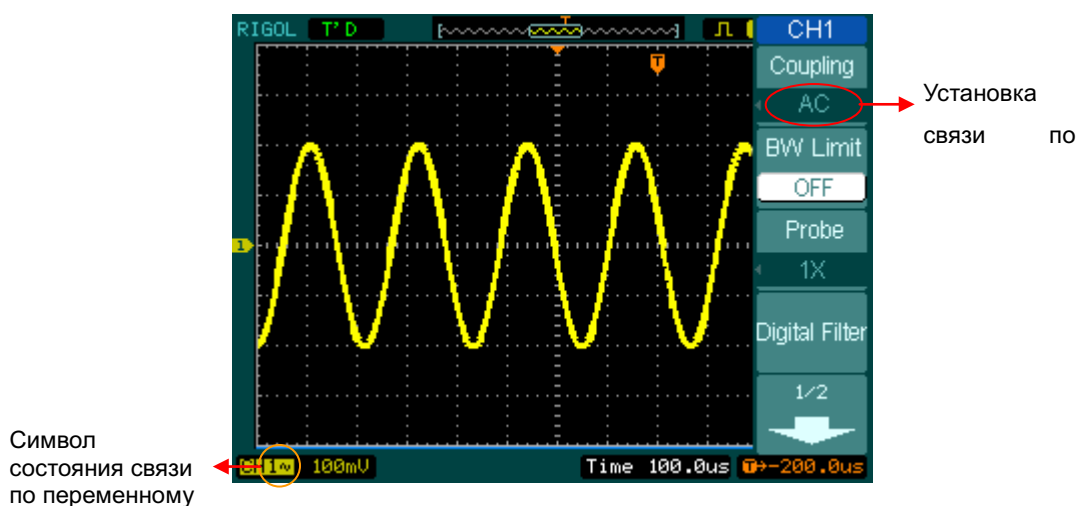 RIGOL T'D
T
CH1
Coupling
AC
BW Limit
OFF
Probe
1X
Digital Filter
1/2
T
1
CH1~ 100mV Time 100.0us T→-200.0us
Установка
связи по
Символ
состояния связи
по переменному